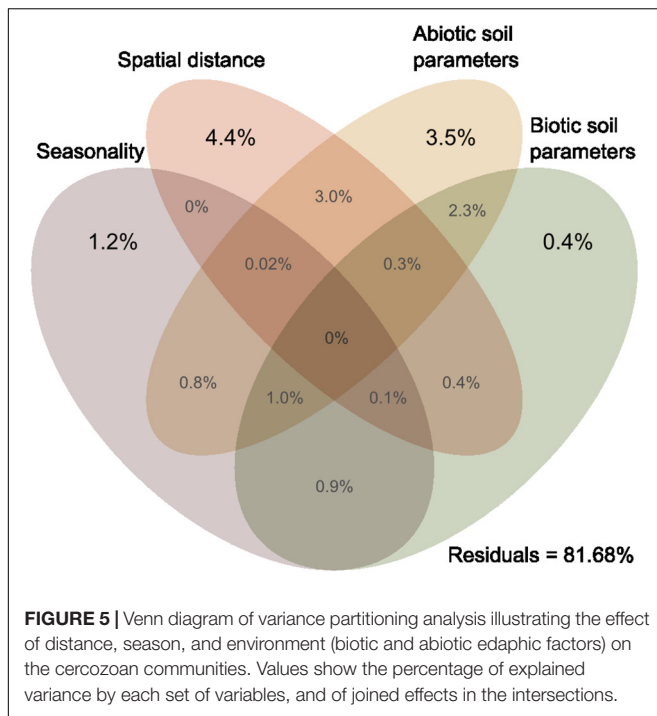 Abiotic soil
parameters
Spatial distance
Biotic soil
parameters
Seasonality
4.4%
3.5%
1.2%
0.4%
0%
3.0%
2.3%
0.02%
0.3%
0%
0.8%
1.0%
0.1%
0.4%
0.9%
Residuals = 81.68%
FIGURE 5 | Venn diagram of variance partitioning analysis illustrating the effect
of distance, season, and environment (biotic and abiotic edaphic factors) on
the cercozoan communities. Values show the percentage of explained
variance by each set of variables, and of joined effects in the intersections.